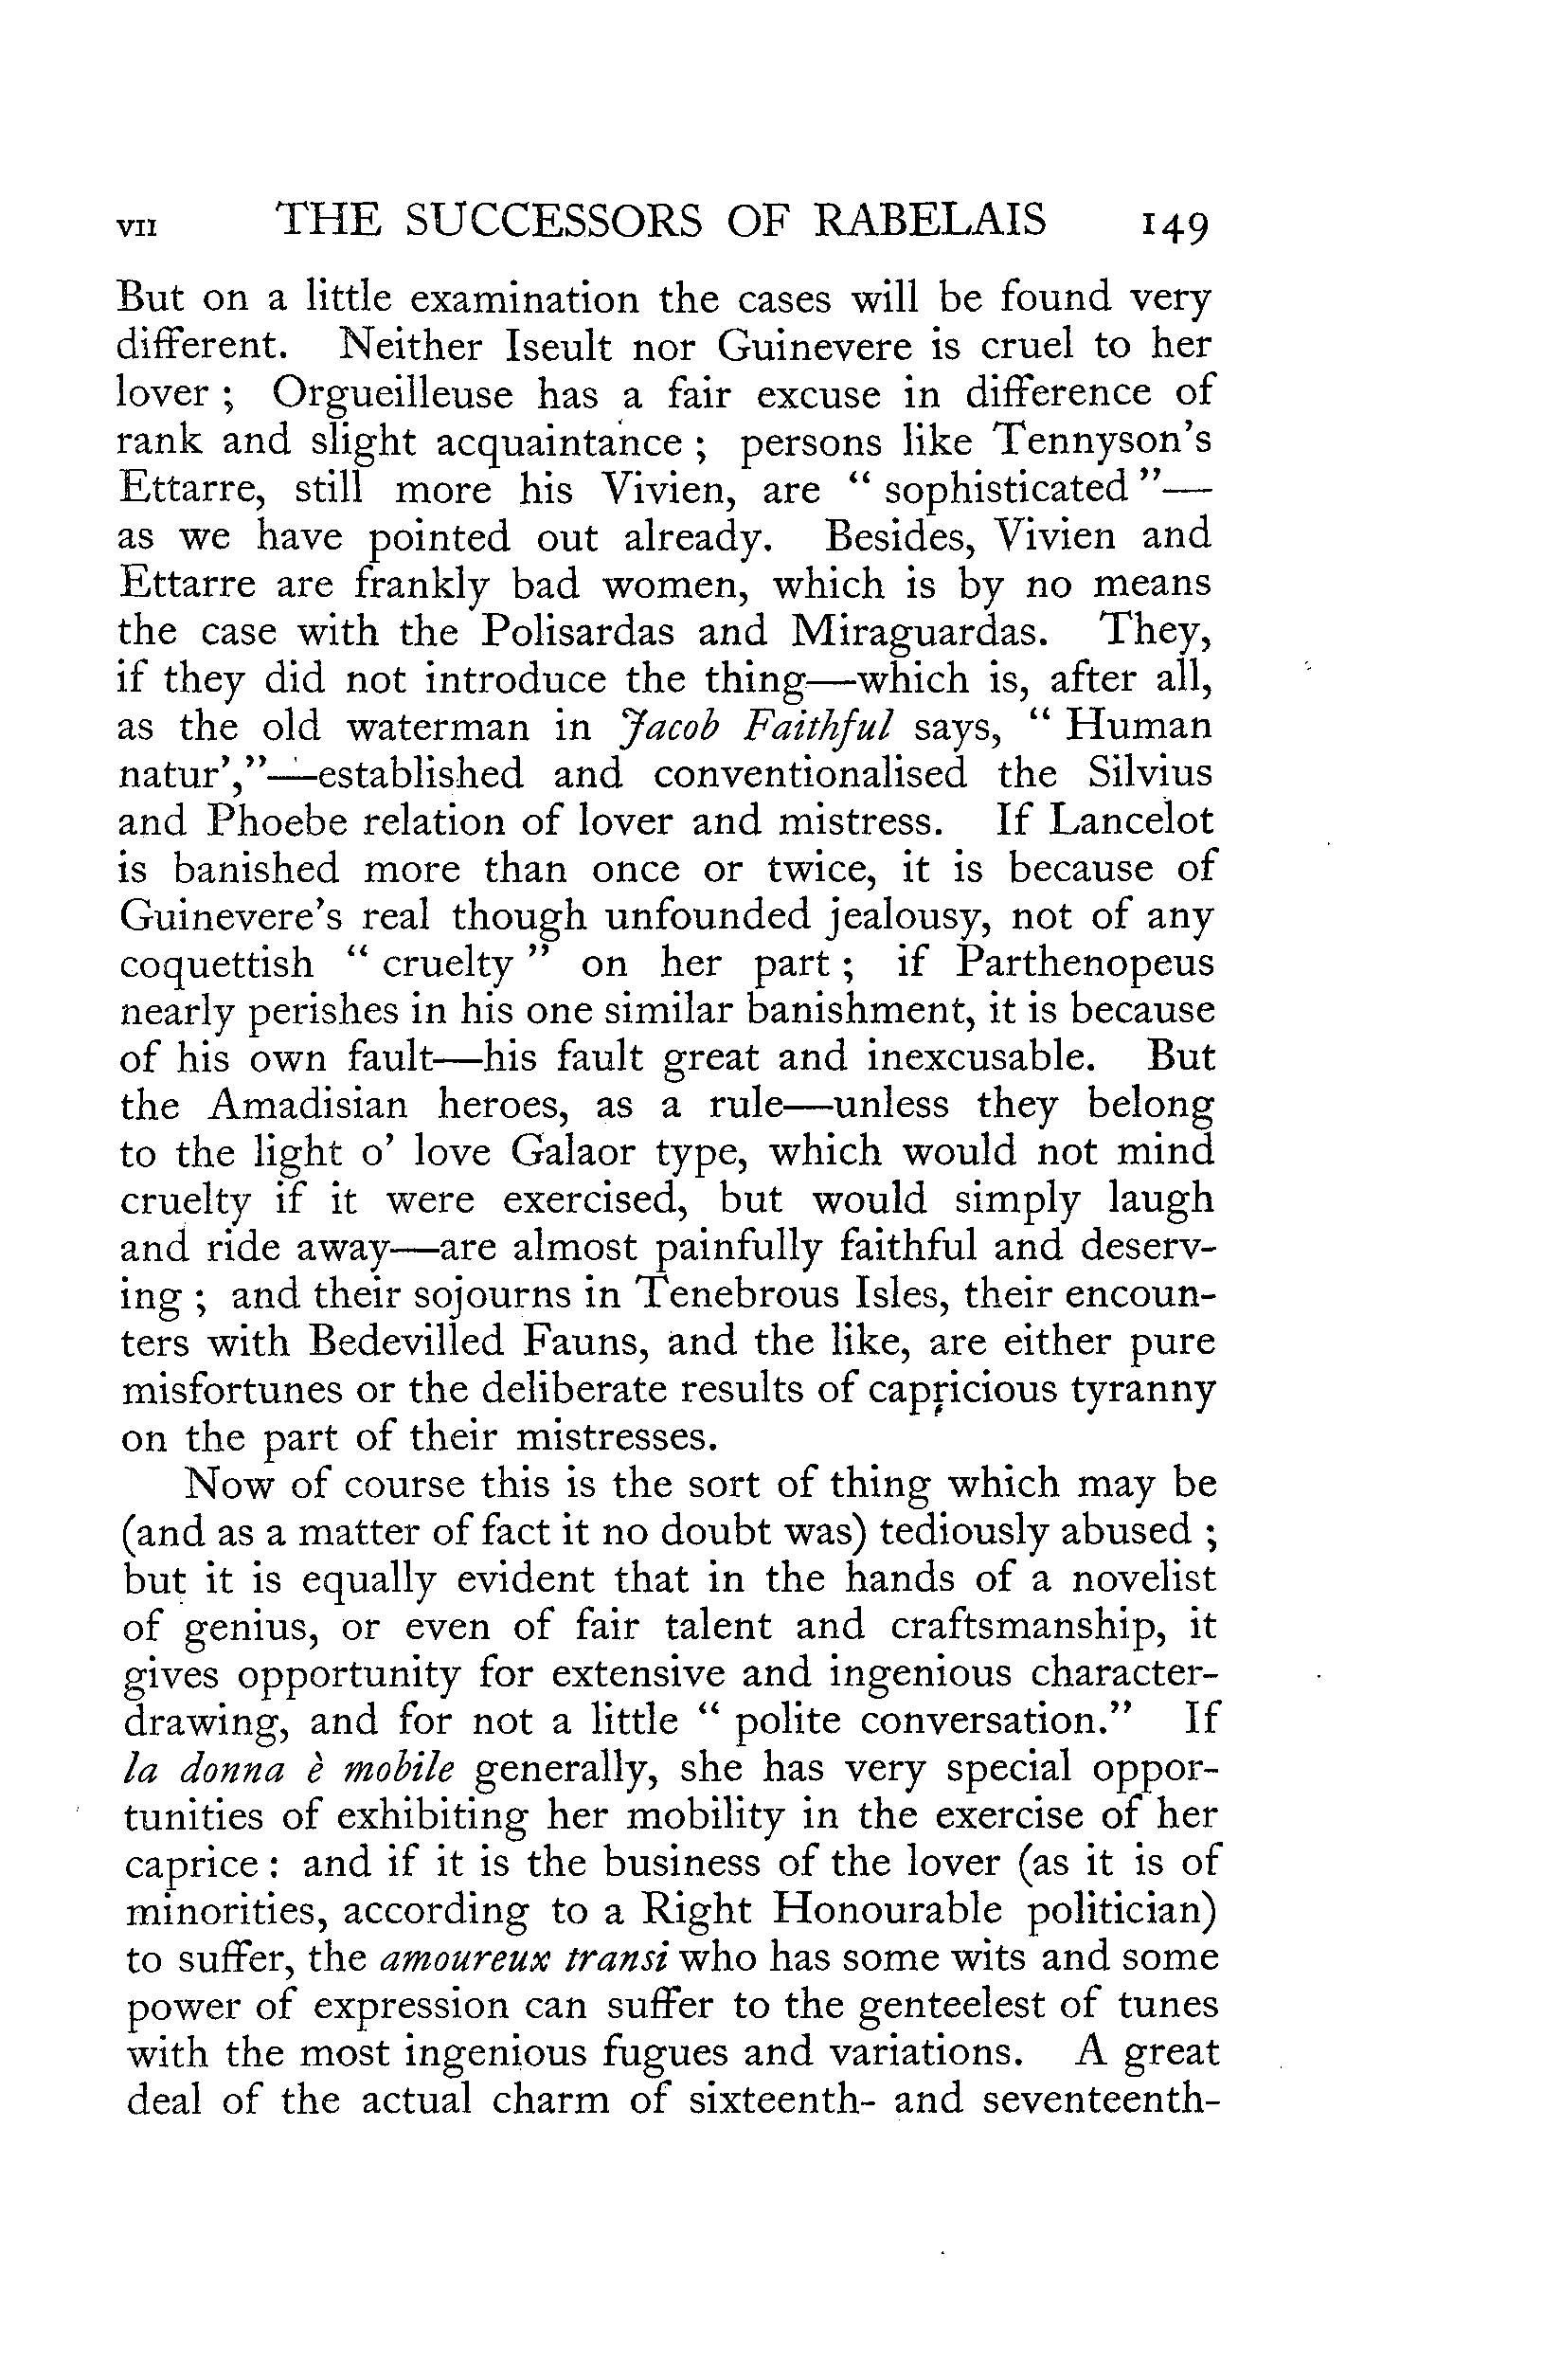 VII THE SUCCESSORS OF RABELAIS 149
But on a little examination the cases will be found very
different. Neither Iseult nor Guinevere is cruel to her
lover ; Orgueilleuse has a fair excuse in difference of
rank and slight acquaintance ; persons like Tennyson's
Ettarre, still more his Vivien, are “ sophisticated ”—
as we have pointed out already. Besides, Vivien and
Ettarre are frankly bad women, which is by no means
the case with the Polisardas and Miraguardas. They,
if they did not introduce the thing—which is, after all,
as the old waterman in Jacob Faithful says, “ Human
natur',”—established and conventionalised the Silvius
and Phoebe relation of lover and mistress. If Lancelot
is banished more than once or twice, it is because of
Guinevere's real though unfounded jealousy, not of any
coquettish “ cruelty ” on her part ; if Parthenopeus
nearly perishes in his one similar banishment, it is because
of his own fault—his fault great and inexcusable. But
the Amadisian heroes, as a rule—unless they belong
to the light o' love Galaor type, which would not mind
cruelty if it were exercised, but would simply laugh
and ride away—are almost painfully faithful and deserv-
ing ; and their sojourns in Tenebrous Isles, their encoun-
ters with Bedevilled Fauns, and the like, are either pure
misfortunes or the deliberate results of capricious tyranny
on the part of their mistresses.
Now of course this is the sort of thing which may be
(and as a matter of fact it no doubt was) tediously abused ;
but it is equally evident that in the hands of a novelist
of genius, or even of fair talent and craftsmanship, it
gives opportunity for extensive and ingenious character-
drawing, and for not a little “ polite conversation.” If
la donna è mobile generally, she has very special oppor-
tunities of exhibiting her mobility in the exercise of her
caprice : and if it is the business of the lover (as it is of
minorities, according to a Right Honourable politician)
to suffer, the amoureux transi who has some wits and some
power of expression can suffer to the genteelest of tunes
with the most ingenious fugues and variations. A great
deal of the actual charm of sixteenth- and seventeenth-